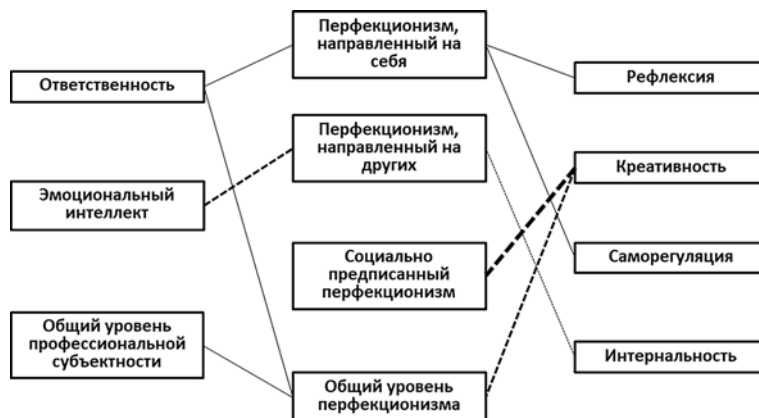 Ответственность
Эмоциональный
интеллект
Общий уровень
профессиональной
субъектности
Перфекционизм,
направленный на
себя
Перфекционизм,
направленный на
других
Социально
предписанный
перфекционизм
Общий уровень
перфекционизма
Рефлексия
Креативность
Саморегуляция
Интернальность